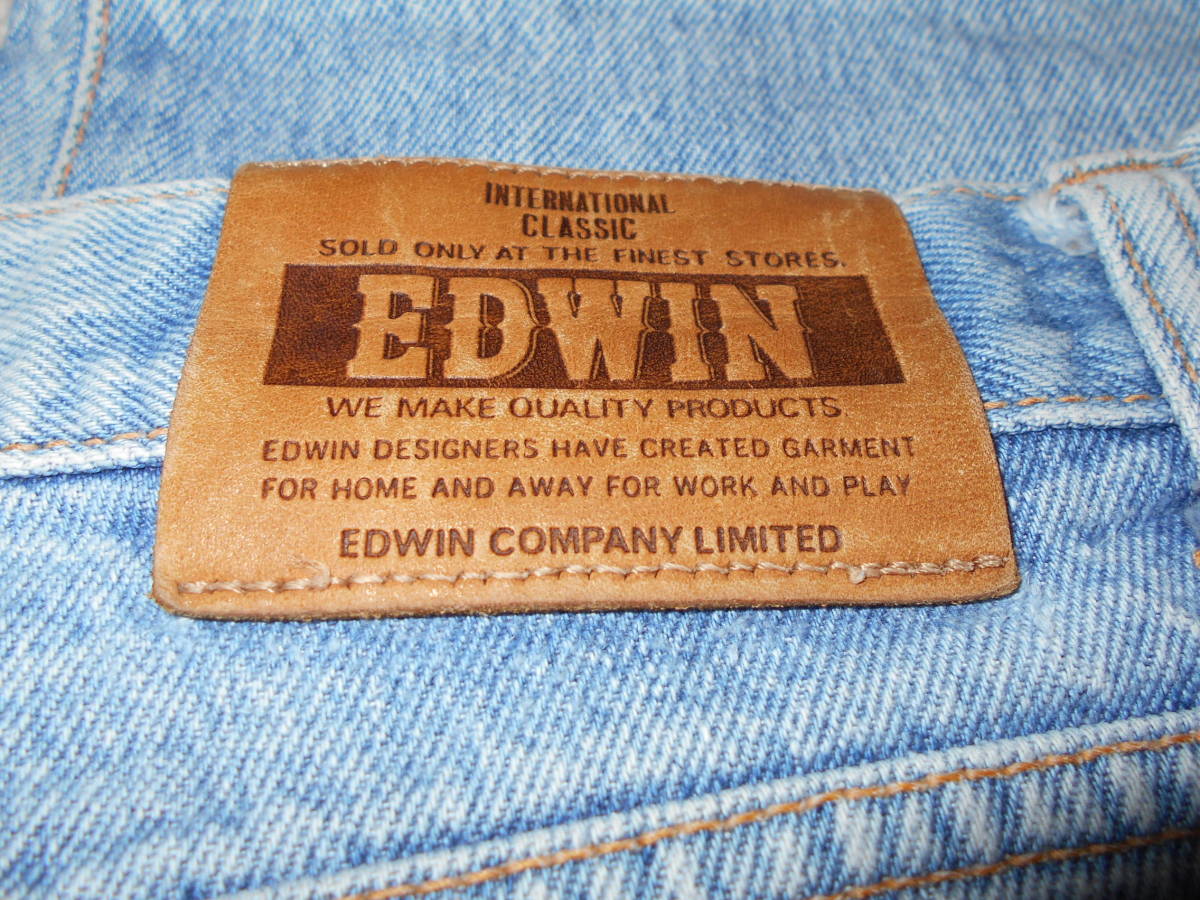 INTERNATIONAL
CLASSIC
SOLD ONLY AT THE FINEST STORES.
EDWIN
WE MAKE QUALITY PRODUCTS.
EDWIN DESIGNERS HAVE CREATED GARMENT
FOR HOME AND AWAY FOR WORK AND PLAY
EDWIN COMPANY LIMITED